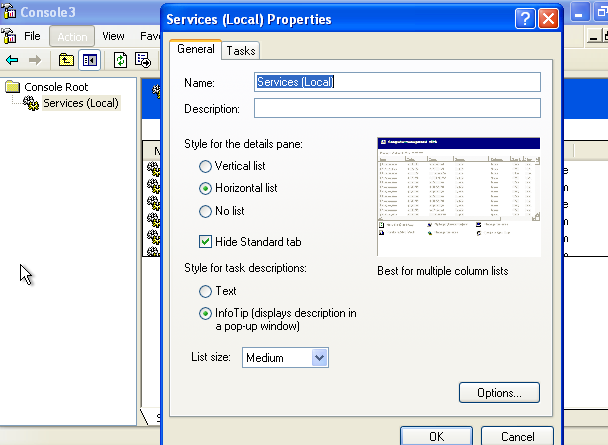 Console3
Services (Local) Properties
File Action View Fav
General Tasks
Console Root
Services (Local)
Name: Services (Local)
Description:
Style for the details pane:
Vertical list
Horizontal list
No list
Hide Standard tab
Best for multiple column lists
Style for task descriptions:
Text
InfoTip (displays description in
a pop-up window)
List size: Medium
Options...
OK Cancel